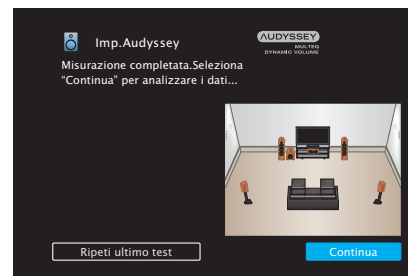 Imp.Audyssey
AUDYSSEY
MULTEQ
DYNAMIC VOLUME
Misurazione completata.Seleziona
“Continua” per analizzare i dati...
Ripeti ultimo test
Continua